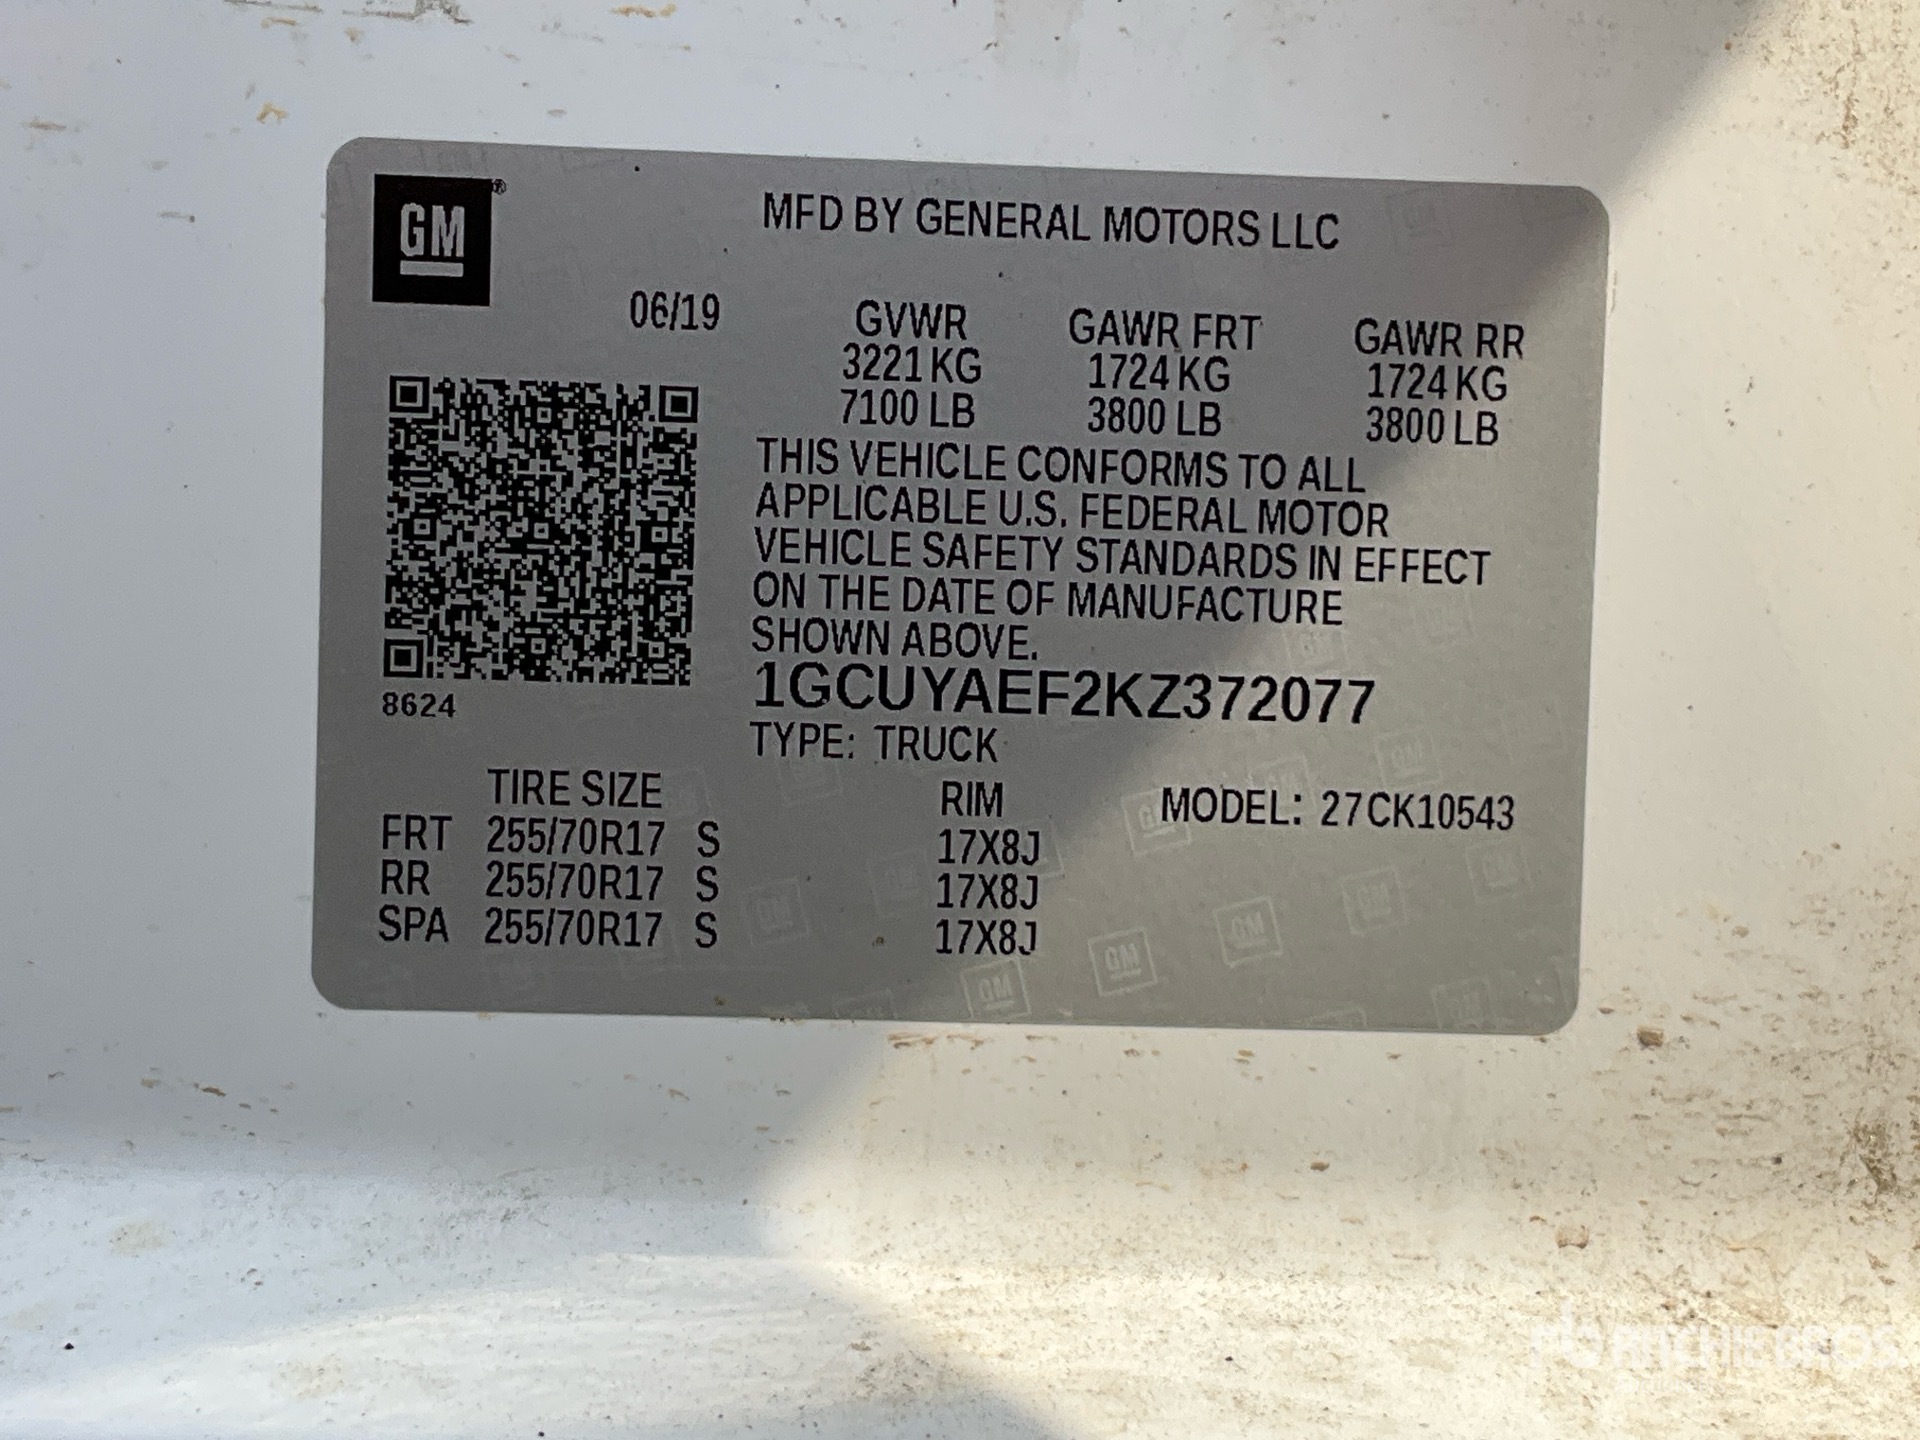 GM®
MFD BY GENERAL MOTORS LLC
06/19
GVWR GAWR FRT GAWR RR
3221 KG 1724 KG 1724 KG
7100 LB 3800 LB 3800 LB
THIS VEHICLE CONFORMS TO ALL
APPLICABLE U.S. FEDERAL MOTOR
VEHICLE SAFETY STANDARDS IN EFFECT
ON THE DATE OF MANUFACTURE
SHOWN ABOVE.
1GCUYAEF2KZ372077
8624
TYPE: TRUCK
TIRE SIZE RIM MODEL: 27CK10543
FRT 255/70R17 S 17X8J
RR 255/70R17 S 17X8J
SPA 255/70R17 S 17X8J
rb RITCHIE BROS.